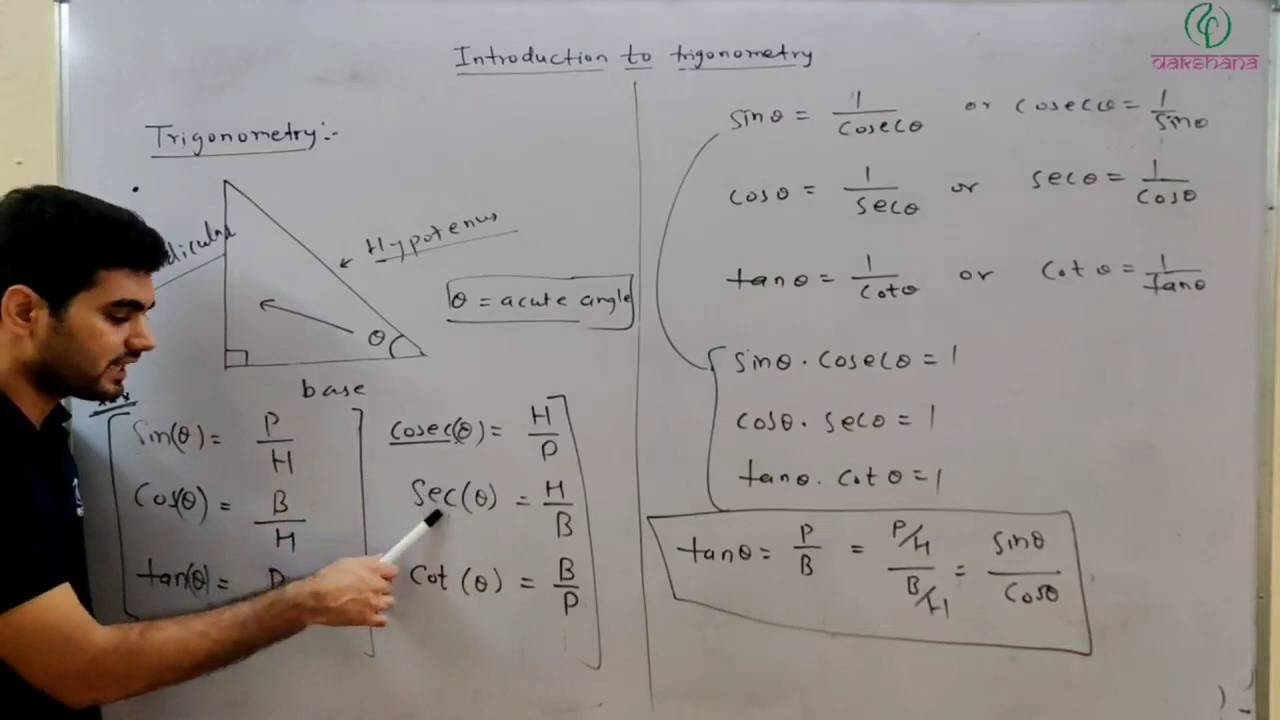 Introduction to trigonometry
Dakshana
Trigonometry:-
Hypotenus
θ
base
θ = acute angle
Sin(θ) = P/H
Cos(θ) = B/H
tan(θ) =
Cosec(θ) = H/P
Sec(θ) = H/B
Cot(θ) = B/P
sinθ = 1/Cosecθ or Cosecθ = 1/Sinθ
Cosθ = 1/Secθ or Secθ = 1/Cosθ
tanθ = 1/Cotθ or Cotθ = 1/Tanθ
Sinθ · Cosecθ = 1
Cosθ · Secθ = 1
tanθ · Cotθ = 1
tanθ = P/B = P/H / B/H = Sinθ/Cosθ